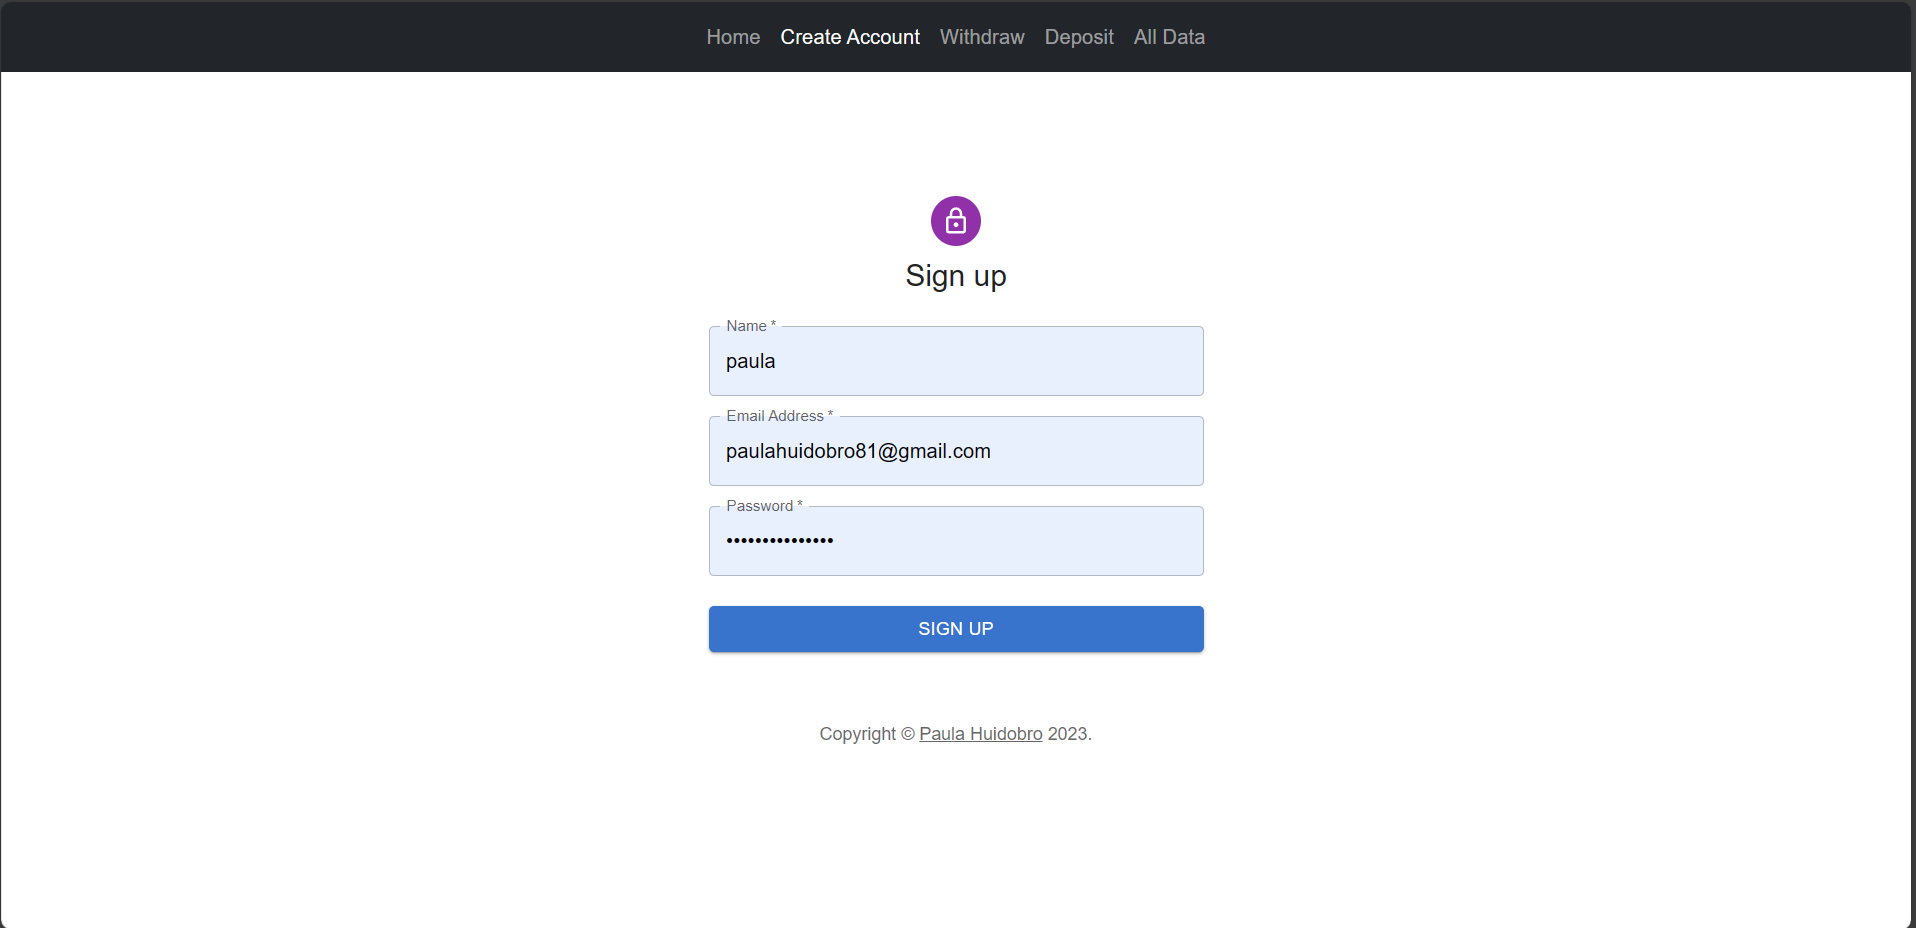 Home Create Account Withdraw Deposit All Data
Sign up
Name *
paula
Email Address *
paulahuidobro81@gmail.com
Password *
•••••••••••••••
SIGN UP
Copyright © Paula Huidobro 2023.